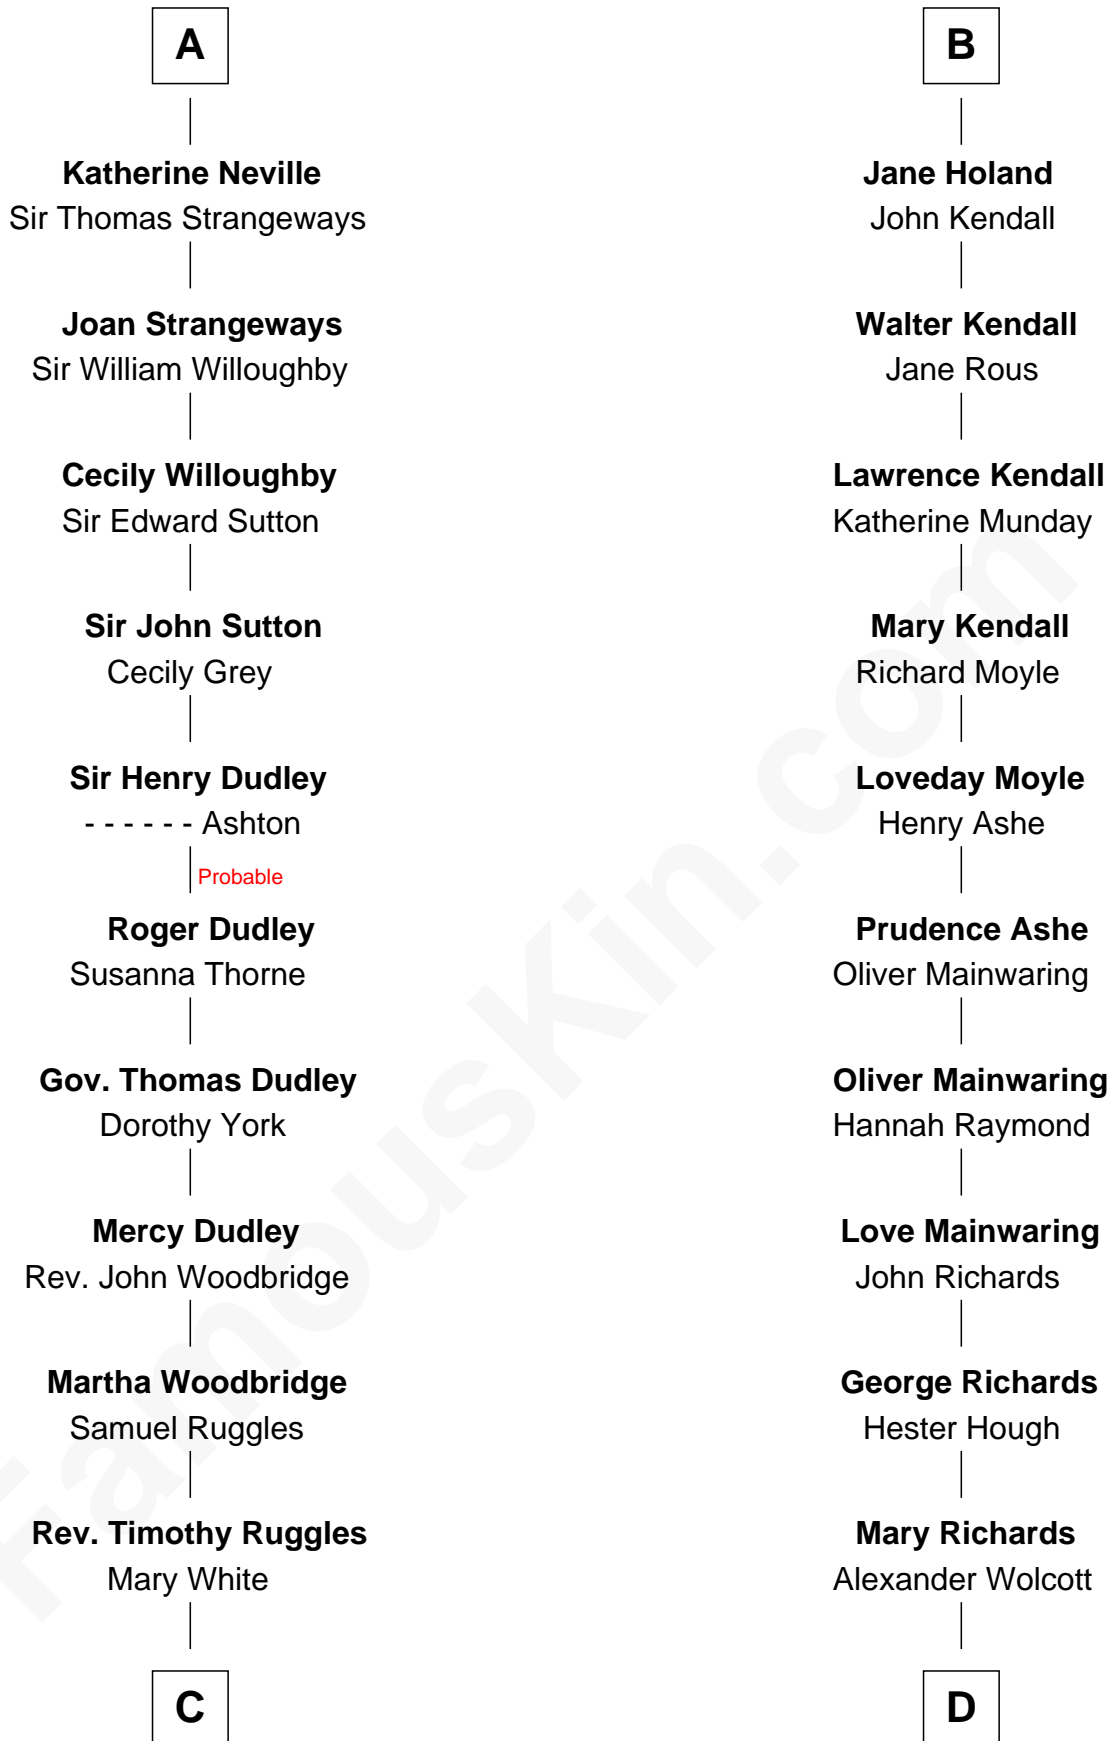 A
Katherine Neville
Sir Thomas Strangeways
Joan Strangeways
Sir William Willoughby
Cecily Willoughby
Sir Edward Sutton
Sir John Sutton
Cecily Grey
Sir Henry Dudley
- - - - - - Ashton
Probable
Roger Dudley
Susanna Thorne
Gov. Thomas Dudley
Dorothy York
Mercy Dudley
Rev. John Woodbridge
Martha Woodbridge
Samuel Ruggles
Rev. Timothy Ruggles
Mary White
C
B
Jane Holand
John Kendall
Walter Kendall
Jane Rous
Lawrence Kendall
Katherine Munday
Mary Kendall
Richard Moyle
Loveday Moyle
Henry Ashe
Prudence Ashe
Oliver Mainwaring
Oliver Mainwaring
Hannah Raymond
Love Mainwaring
John Richards
George Richards
Hester Hough
Mary Richards
Alexander Wolcott
D
FamousKin.com